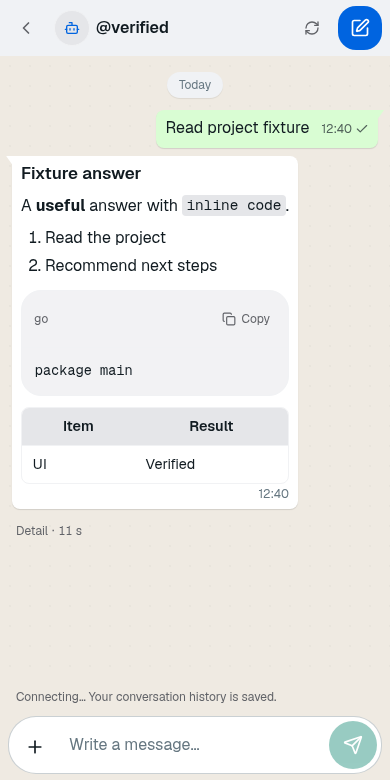 @verified
Today
Read project fixture 12:40
Fixture answer
A useful answer with inline code.
1. Read the project
2. Recommend next steps
go Copy
package main
Item Result
UI Verified
12:40
Detail · 11 s
Connecting… Your conversation history is saved.
Write a message…